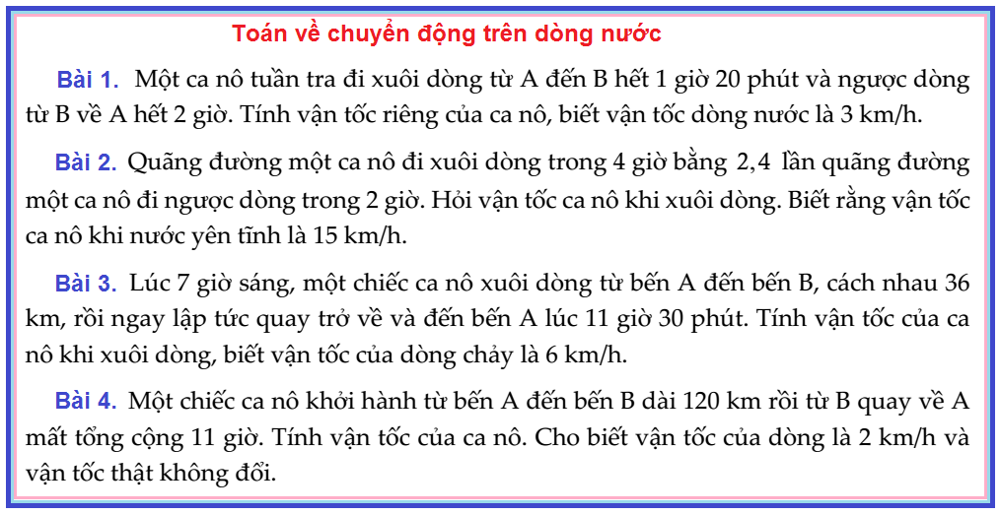 Toán về chuyển động trên dòng nước
Bài 1. Một ca nô tuần tra đi xuôi dòng từ A đến B hết 1 giờ 20 phút và ngược dòng
từ B về A hết 2 giờ. Tính vận tốc riêng của ca nô, biết vận tốc dòng nước là 3 km/h.
Bài 2. Quãng đường một ca nô đi xuôi dòng trong 4 giờ bằng 2,4 lần quãng đường
một ca nô đi ngược dòng trong 2 giờ. Hỏi vận tốc ca nô khi xuôi dòng. Biết rằng vận tốc
ca nô khi nước yên tĩnh là 15 km/h.
Bài 3. Lúc 7 giờ sáng, một chiếc ca nô xuôi dòng từ bến A đến bến B, cách nhau 36
km, rồi ngay lập tức quay trở về và đến bến A lúc 11 giờ 30 phút. Tính vận tốc của ca
nô khi xuôi dòng, biết vận tốc của dòng chảy là 6 km/h.
Bài 4. Một chiếc ca nô khởi hành từ bến A đến bến B dài 120 km rồi từ B quay về A
mất tổng cộng 11 giờ. Tính vận tốc của ca nô. Cho biết vận tốc của dòng là 2 km/h và
vận tốc thật không đổi.